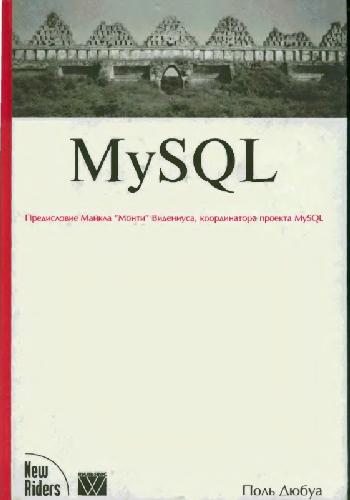 MySQL
Предисловие Майкла "Монти" Видениуса, координатора проекта MySQL
New
Riders
W
Поль Дюбуа